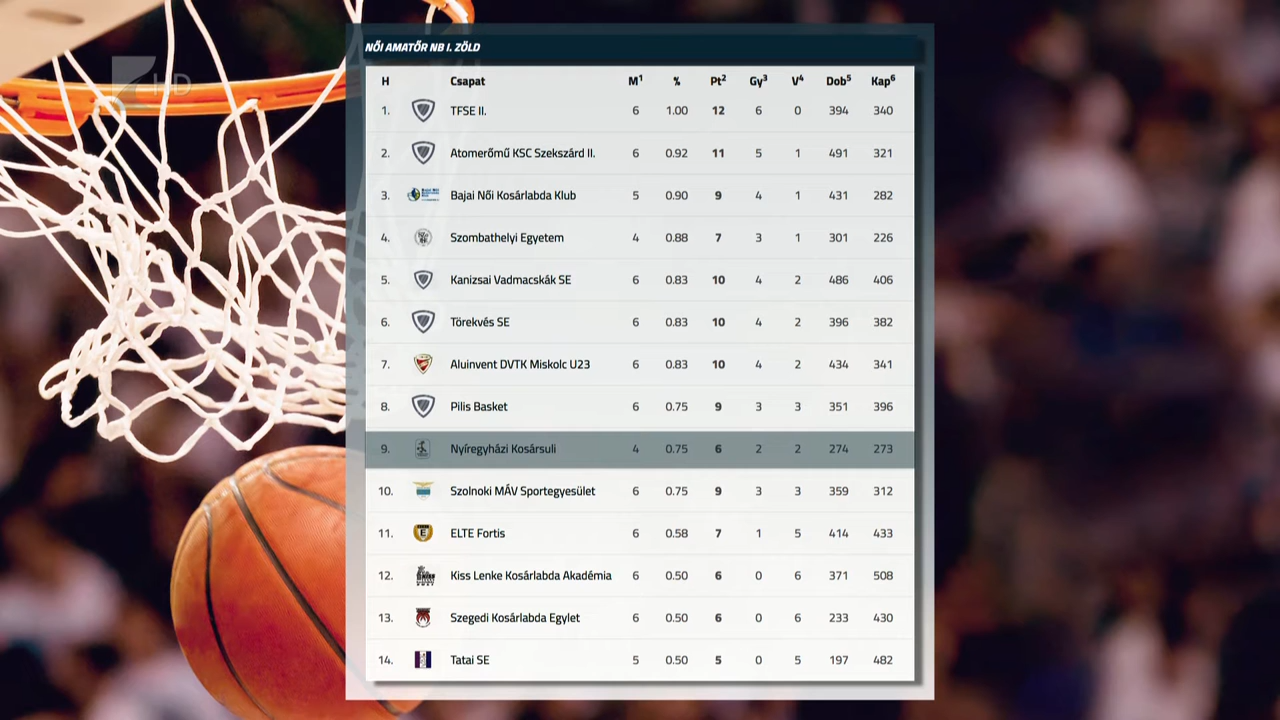 HD
NŐI AMATŐR NB I. ZÖLD
H Csapat M¹ % Pt² Gy³ V⁴ Dob⁵ Kap⁶
1. TFSE II. 6 1.00 12 6 0 394 340
2. Atomerőmű KSC Szekszárd II. 6 0.92 11 5 1 491 321
3. Bajai Női Kosárlabda Klub 5 0.90 9 4 1 431 282
4. Szombathelyi Egyetem 4 0.88 7 3 1 301 226
5. Kanizsai Vadmacskák SE 6 0.83 10 4 2 486 406
6. Törekvés SE 6 0.83 10 4 2 396 382
7. Aluinvent DVTK Miskolc U23 6 0.83 10 4 2 434 341
8. Pilis Basket 6 0.75 9 3 3 351 396
9. Nyíregyházi Kosársuli 4 0.75 6 2 2 274 273
10. Szolnoki MÁV Sportegyesület 6 0.75 9 3 3 359 312
11. ELTE Fortis 6 0.58 7 1 5 414 433
12. Kiss Lenke Kosárlabda Akadémia 6 0.50 6 0 6 371 508
13. Szegedi Kosárlabda Egylet 6 0.50 6 0 6 233 430
14. Tatai SE 5 0.50 5 0 5 197 482